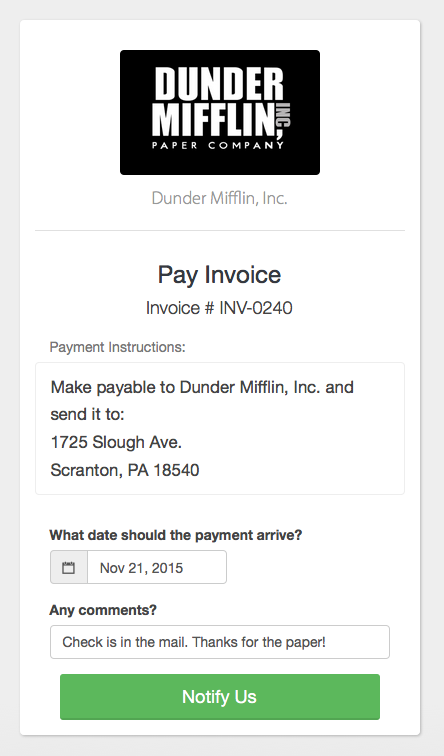 DUNDER
MIFFLIN, INC
PAPER COMPANY
Dunder Mifflin, Inc.
Pay Invoice
Invoice # INV-0240
Payment Instructions:
Make payable to Dunder Mifflin, Inc. and
send it to:
1725 Slough Ave.
Scranton, PA 18540
What date should the payment arrive?
Nov 21, 2015
Any comments?
Check is in the mail. Thanks for the paper!
Notify Us